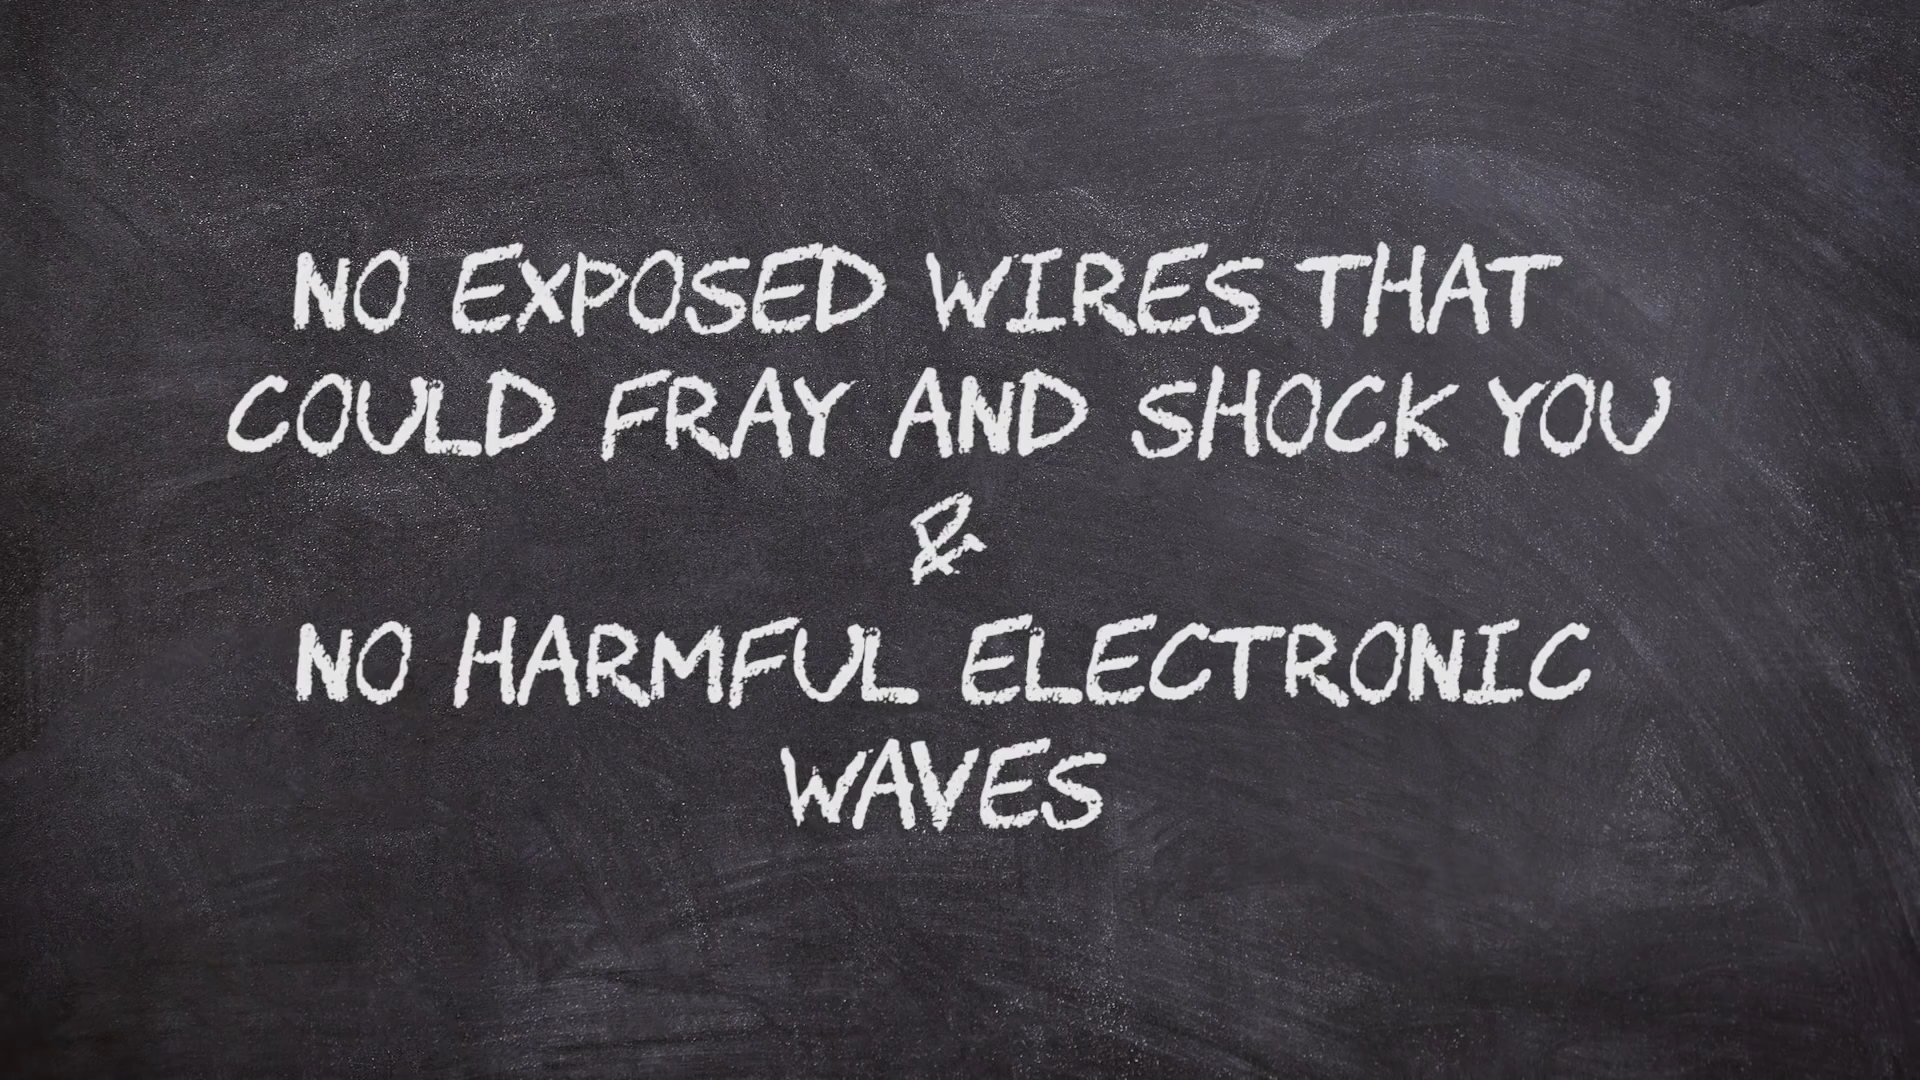 NO EXPOSED WIRES THAT
COULD FRAY AND SHOCK YOU
&
NO HARMFUL ELECTRONIC
WAVES